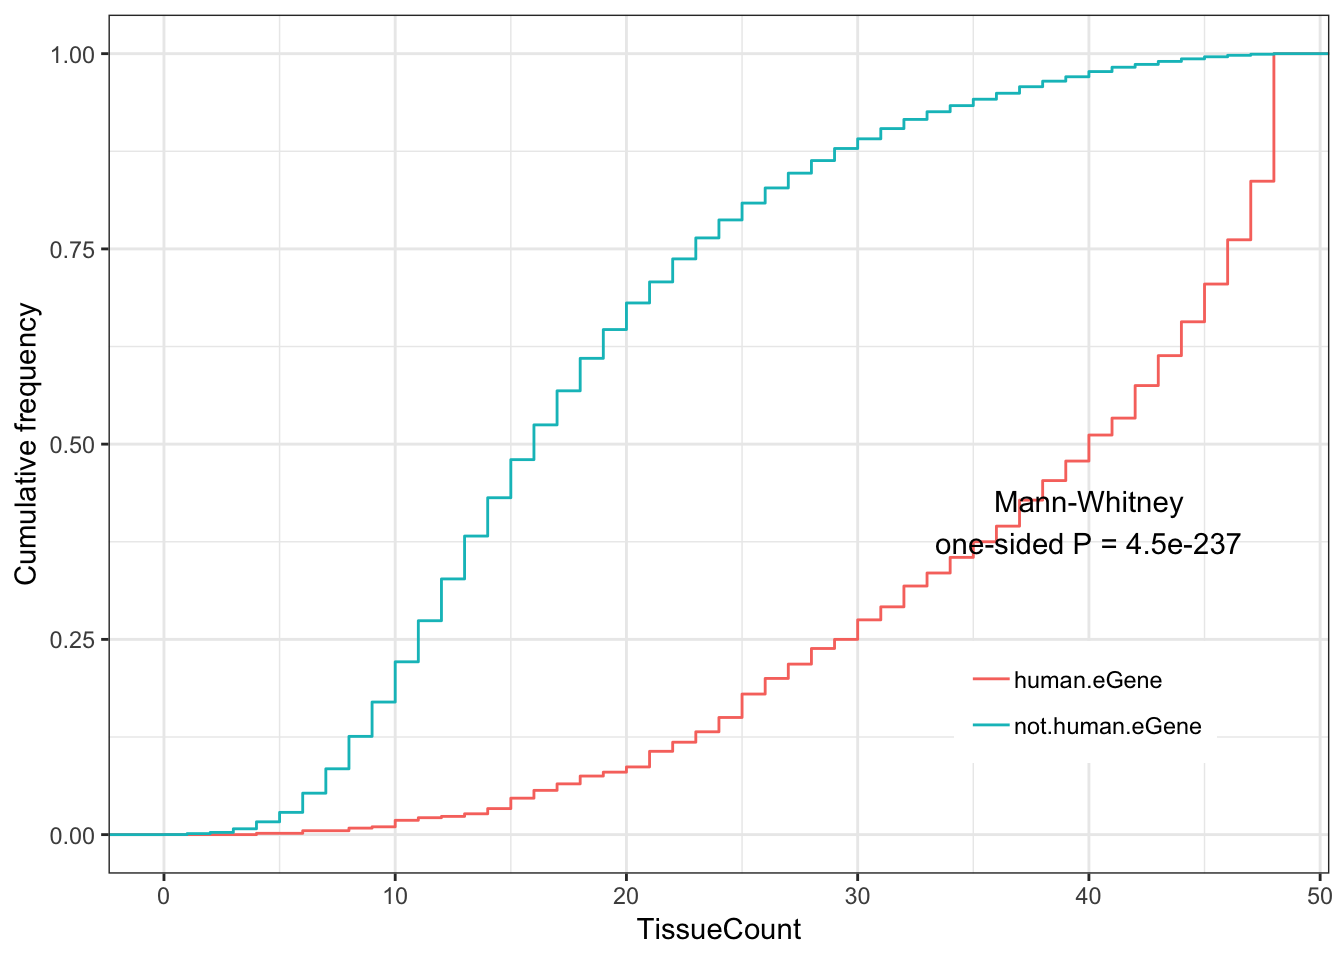 1.00
0.75
0.50
0.25
0.00
Cumulative frequency
Mann-Whitney
one-sided P = 4.5e-237
human.eGene
not.human.eGene
0 10 20 30 40 50
TissueCount